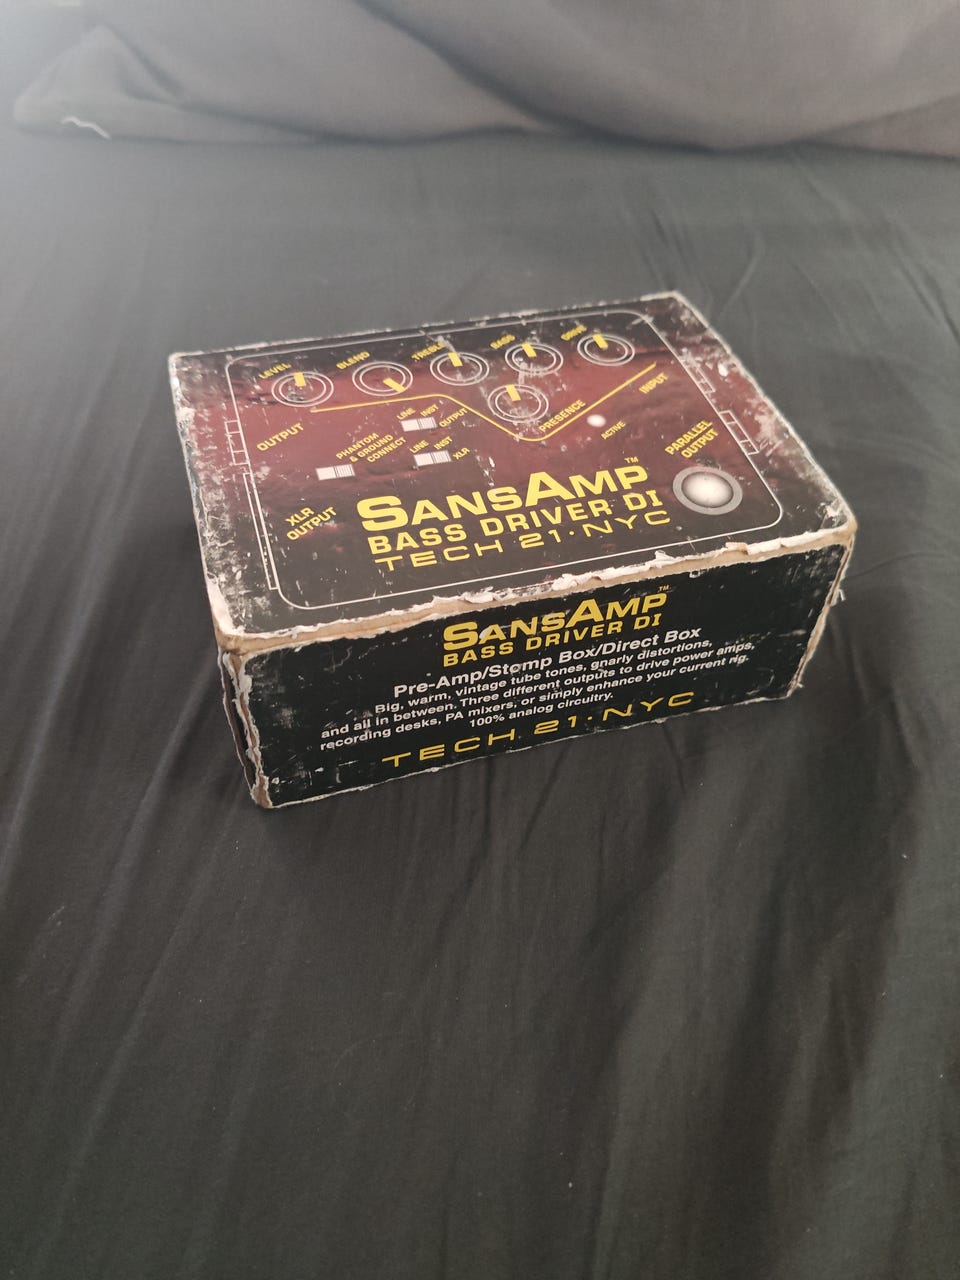 LEVEL
BLEND
TREBLE
BASS
DRIVE
OUTPUT
PHANTOM
& GROUND
CONNECT
LINE INST
OUTPUT
LINE INST
XLR
PRESENCE
ACTIVE
INPUT
PARALLEL
OUTPUT
XLR
OUTPUT
SANSAMP™
BASS DRIVER DI
TECH 21·NYC
SANSAMP™
BASS DRIVER DI
Pre-Amp/Stomp Box/Direct Box
Big, warm, vintage tube tones, gnarly distortions,
and all in between. Three different outputs to drive power amps,
recording desks, PA mixers, or simply enhance your current rig.
100% analog circuitry.
TECH 21·NYC